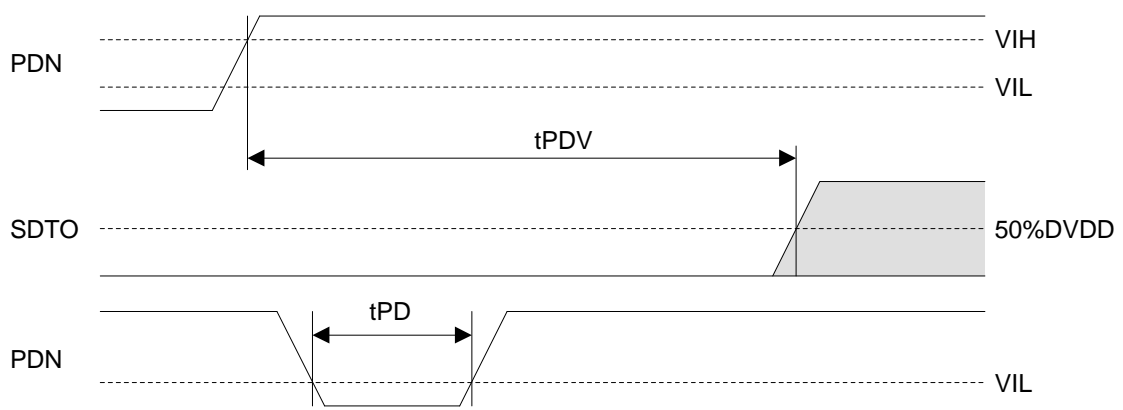 VIH
PDN
VIL
tPDV
SDTO
50%DVDD
tPD
PDN
VIL